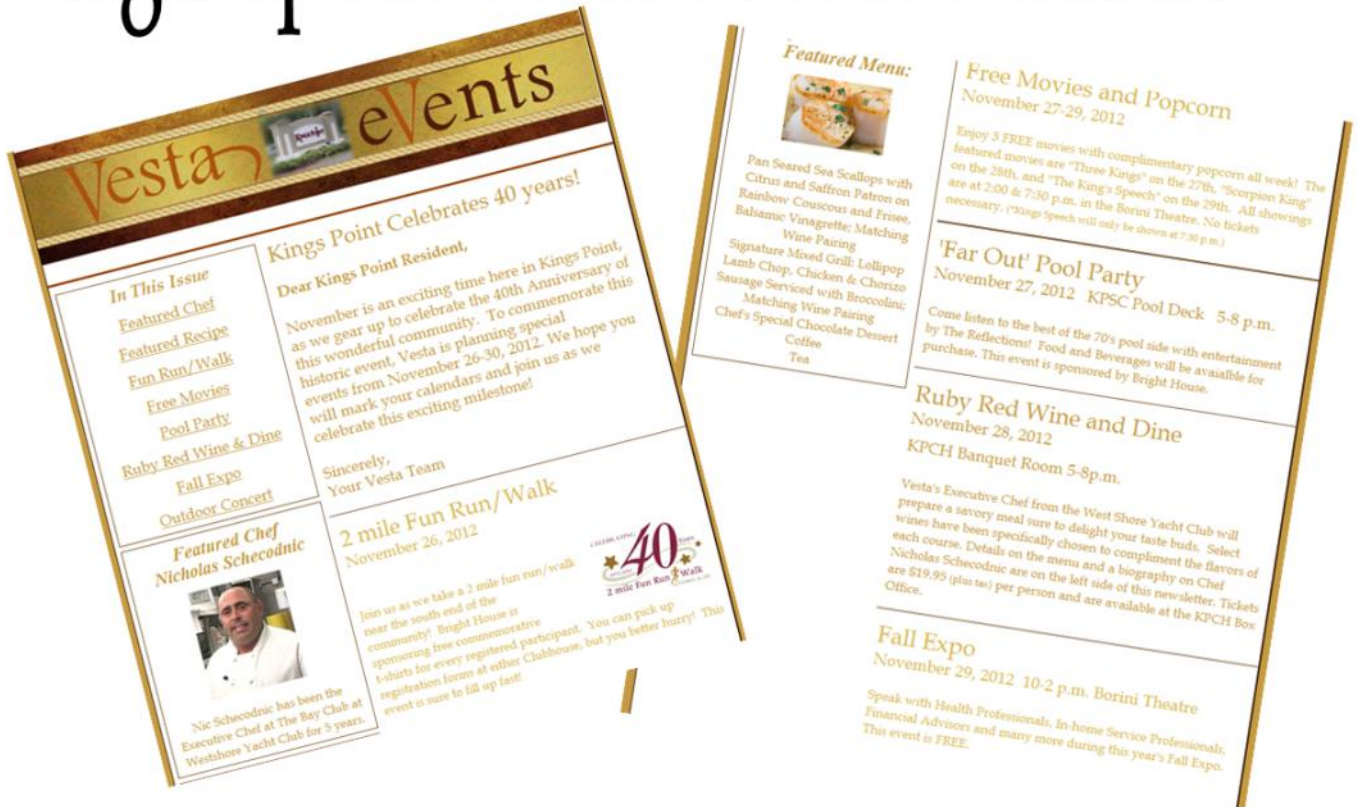 Vesta eVents
In This Issue
Featured Chef
Featured Recipe
Fun Run/Walk
Free Movies
Pool Party
Ruby Red Wine & Dine
Fall Expo
Outdoor Concert
Featured Chef
Nicholas Schecodnic
Nic Schecodnic has been the
Executive Chef at The Bay Club at
Westshore Yacht Club for 5 years.
Kings Point Celebrates 40 years!
Dear Kings Point Resident,
November is an exciting time here in Kings Point,
as we gear up to celebrate the 40th Anniversary of
this wonderful community. To commemorate this
historic event, Vesta is planning special
events from November 26-30, 2012. We hope you
will mark your calendars and join us as we
celebrate this exciting milestone!
Sincerely,
Your Vesta Team
2 mile Fun Run/Walk
November 26, 2012
CELEBRATING
40
Years
2 mile Fun Run Walk
Join us as we take a 2 mile fun run/walk
near the south end of the
community! Bright House is
sponsoring free commemorative
t-shirts for every registered participant. You can pick up
registration forms at either Clubhouse, but you better hurry! This
event is sure to fill up fast!
Featured Menu:
Pan Seared Sea Scallops with
Citrus and Saffron Patron on
Rainbow Couscous and Frisee,
Balsamic Vinagrette; Matching
Wine Pairing
Signature Mixed Grill: Lollipop
Lamb Chop, Chicken & Chorizo
Sausage Serviced with Broccolini:
Matching Wine Pairing
Chef's Special Chocolate Dessert
Coffee
Tea
Free Movies and Popcorn
November 27-29, 2012
Enjoy 3 FREE movies with complimentary popcorn all week! The
featured movies are "Three Kings" on the 27th, "Scorpion King"
on the 28th, and "The King's Speech" on the 29th. All showings
are at 2:00 & 7:30 p.m. in the Borini Theatre. No tickets
necessary. (*Kings Speech will only be shown at 7:30 p.m.)
'Far Out' Pool Party
November 27, 2012 KPSC Pool Deck 5-8 p.m.
Come listen to the best of the 70's pool side with entertainment
by The Reflections! Food and Beverages will be avaialble for
purchase. This event is sponsored by Bright House.
Ruby Red Wine and Dine
November 28, 2012
KPCH Banquet Room 5-8p.m.
Vesta's Executive Chef from the West Shore Yacht Club will
prepare a savory meal sure to delight your taste buds. Select
wines have been specifically chosen to compliment the flavors of
each course. Details on the menu and a biography on Chef
Nicholas Schecodnic are on the left side of this newsletter. Tickets
are $19.95 (plus tax) per person and are available at the KPCH Box
Office.
Fall Expo
November 29, 2012 10-2 p.m. Borini Theatre
Speak with Health Professionals, In-home Service Professionals,
Financial Advisors and many more during this year's Fall Expo.
This event is FREE.